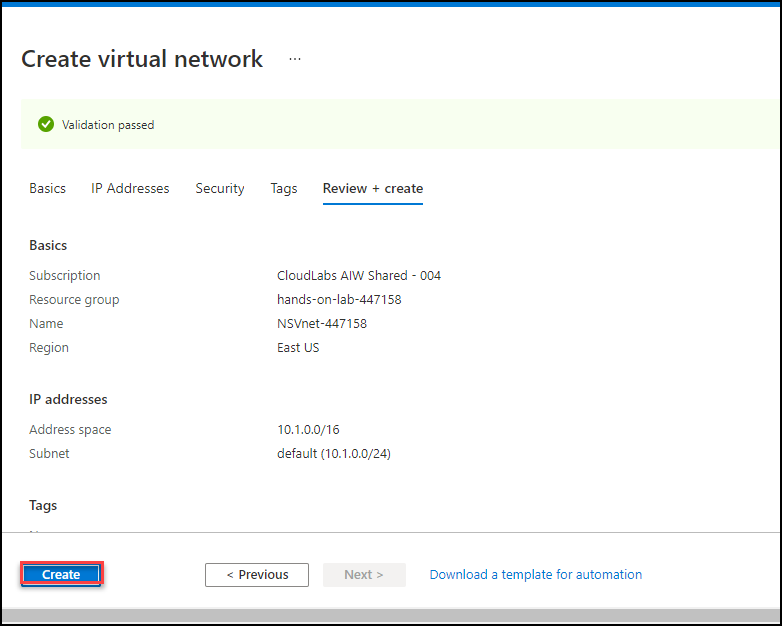 Create virtual network ...
Validation passed
Basics IP Addresses Security Tags Review + create
Basics
Subscription CloudLabs AIW Shared - 004
Resource group hands-on-lab-447158
Name NSVnet-447158
Region East US
IP addresses
Address space 10.1.0.0/16
Subnet default (10.1.0.0/24)
Tags
Create < Previous Next > Download a template for automation